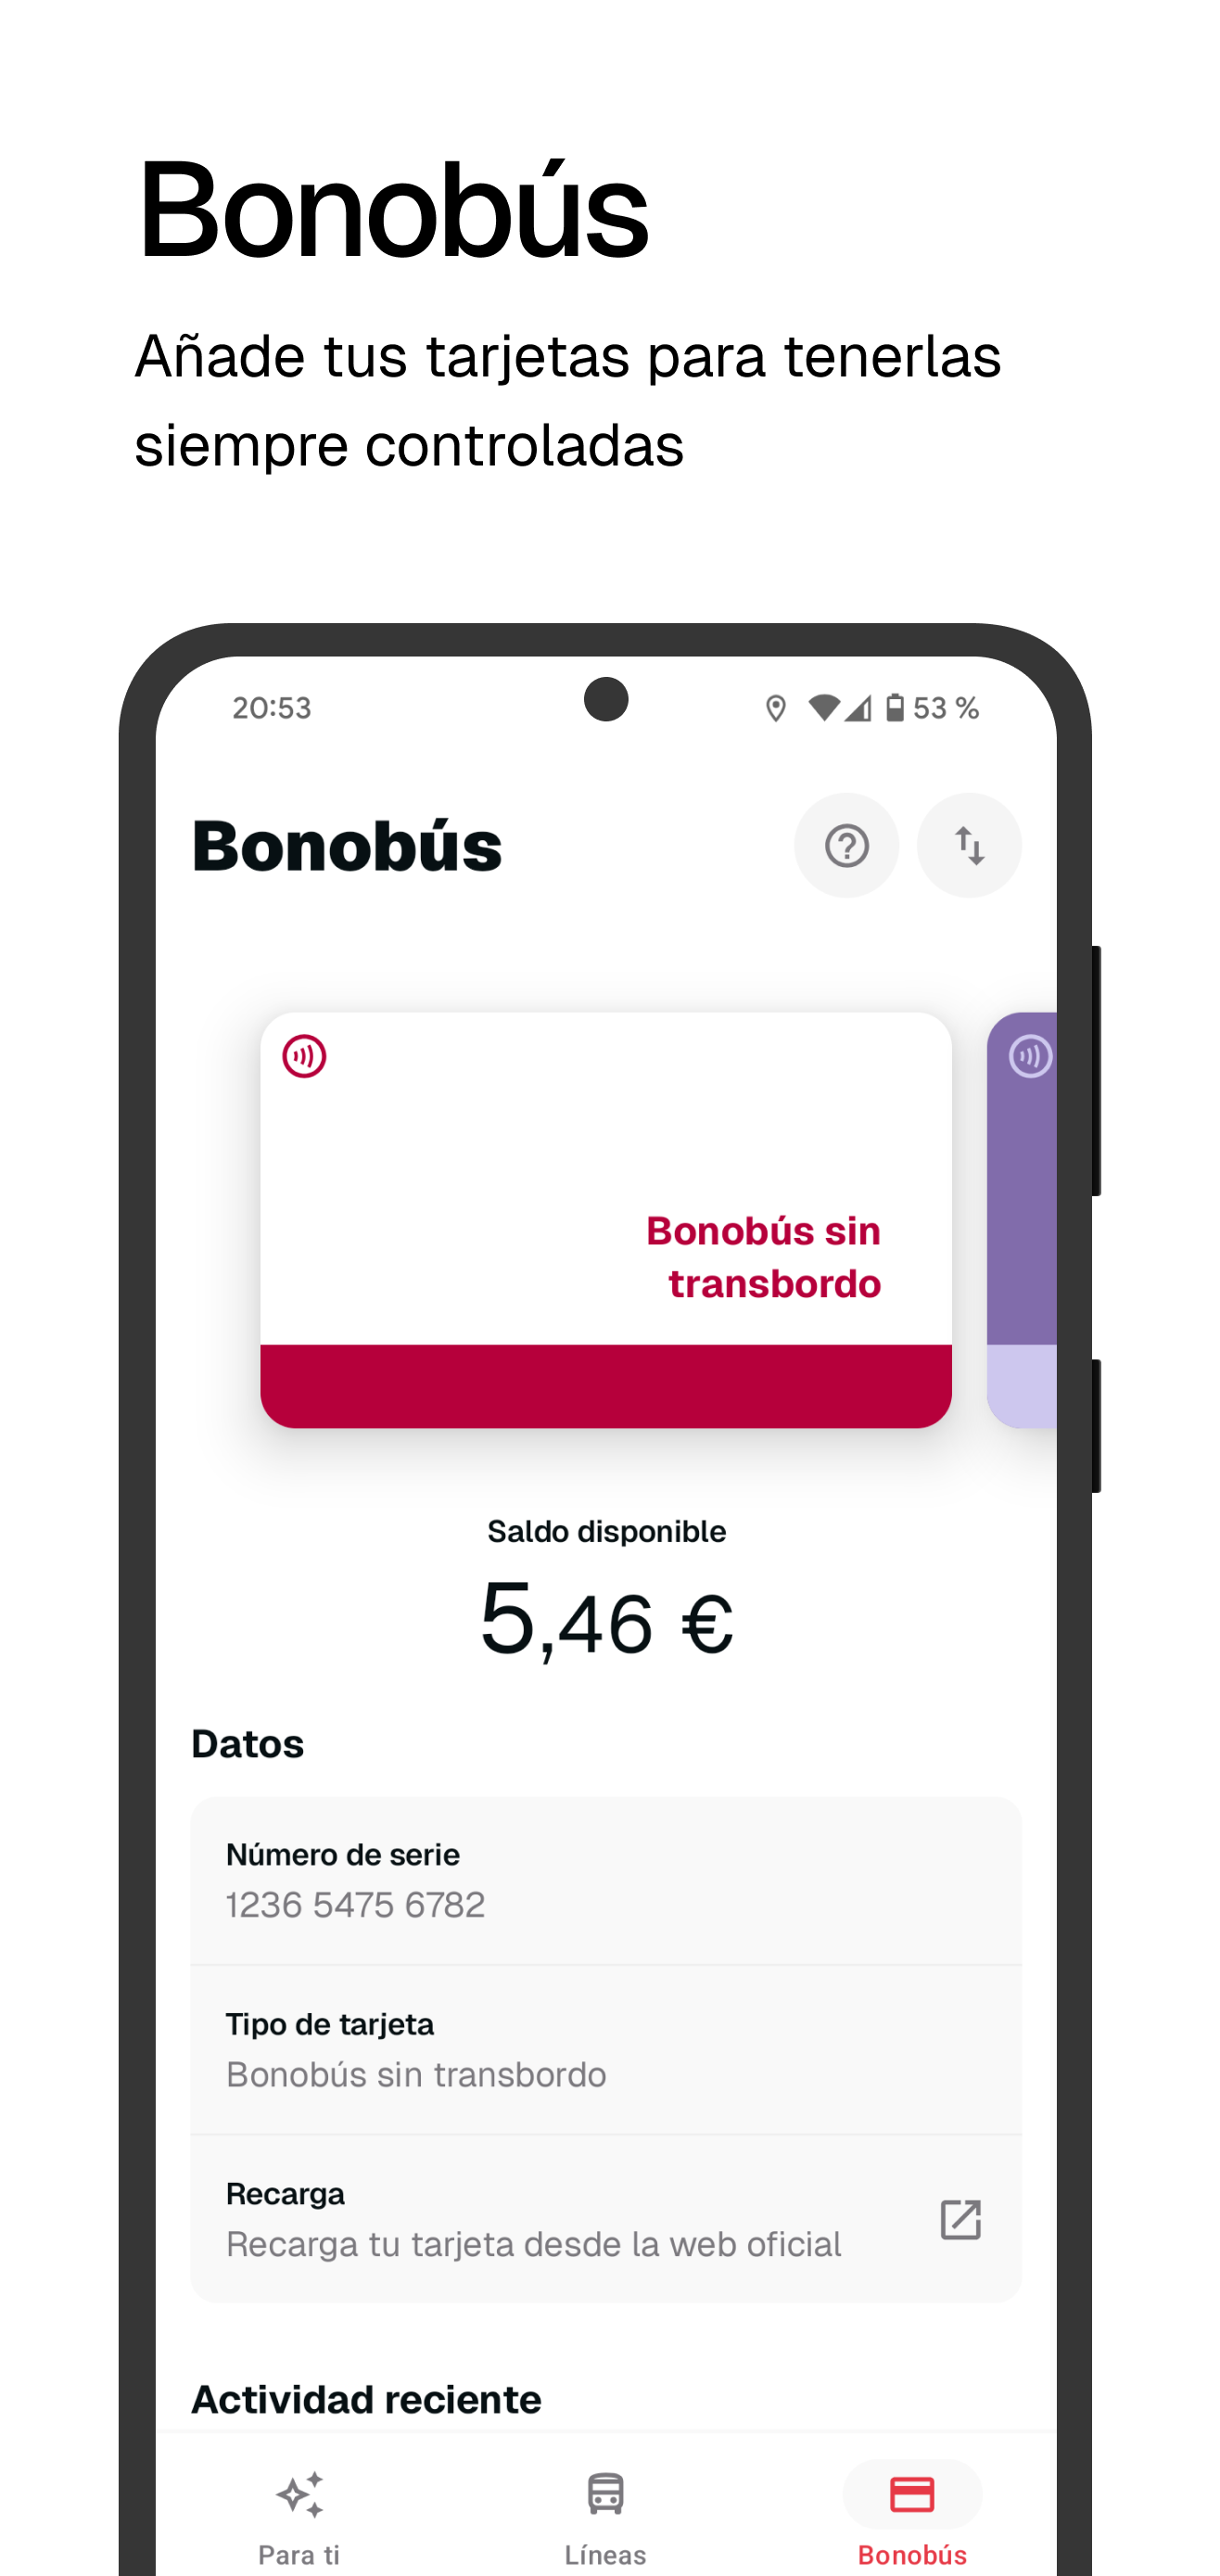 Bonobús
Añade tus tarjetas para tenerlas
siempre controladas
20:53
53 %
Bonobús
Bonobús sin
transbordo
Saldo disponible
5,46 €
Datos
Número de serie
1236 5475 6782
Tipo de tarjeta
Bonobús sin transbordo
Recarga
Recarga tu tarjeta desde la web oficial
Actividad reciente
Para ti
Líneas
Bonobús